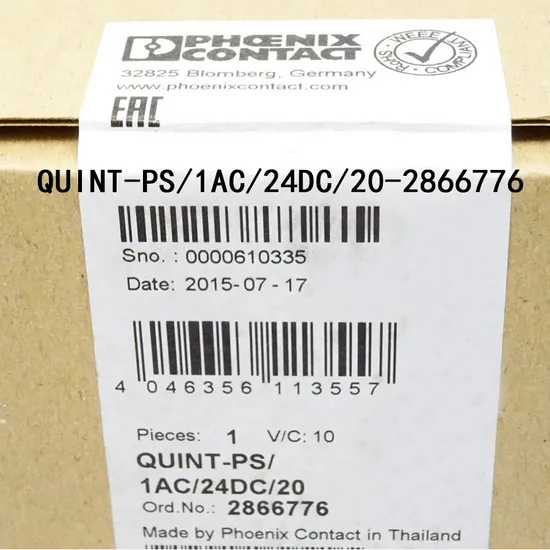 PHOENIX
CONTACT
32825 Blomberg, Germany
www.phoenixcontact.com
WEEE
RoHS
COMPLIANT
EAC
QUINT-PS/1AC/24DC/20-2866776
Sno. : 0000610335
Date: 2015-07-17
4 046356 113557
Pieces: 1 V/C: 10
QUINT-PS/
1AC/24DC/20
Ord.No.: 2866776
Made by Phoenix Contact in Thailand